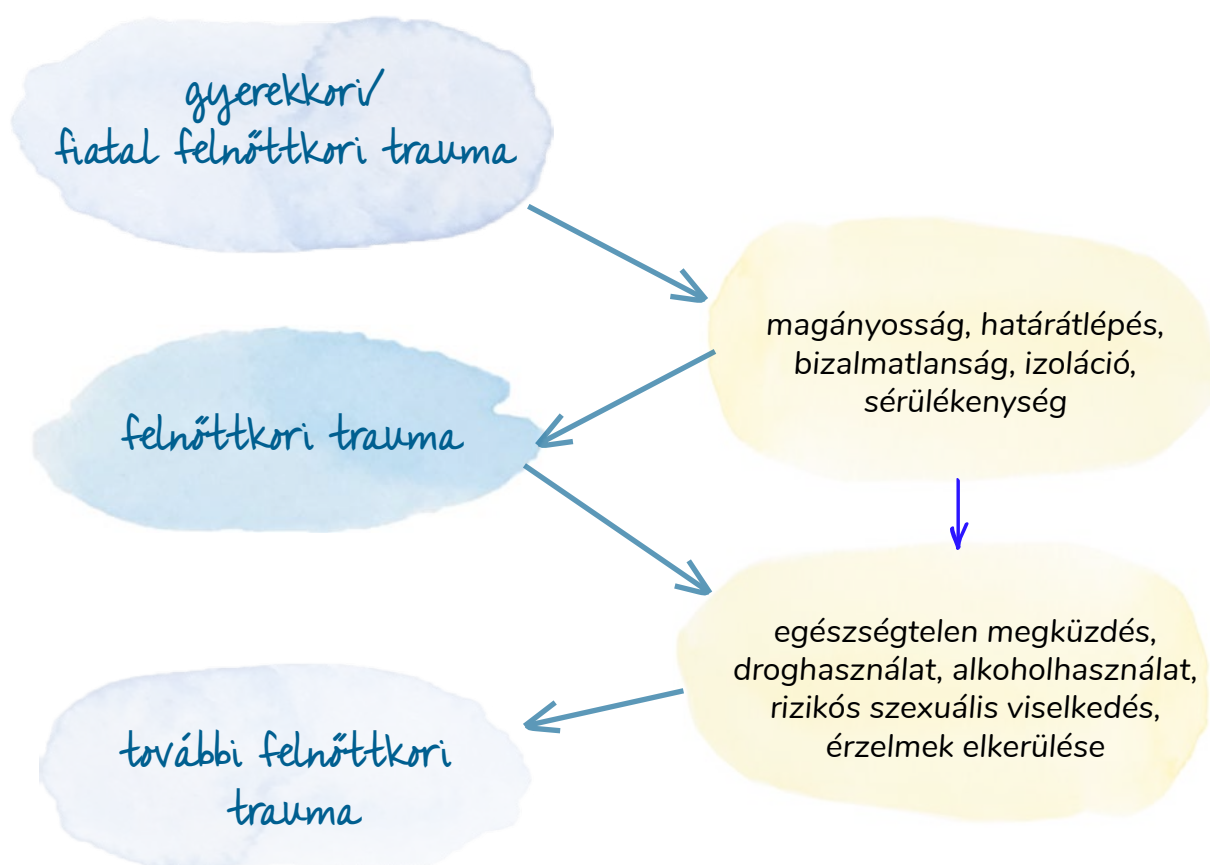 gyerekkori/
fiatal felnőttkori trauma
magányosság, határátlépés,
bizalmatlanság, izoláció,
sérülékenység
felnőttkori trauma
egészségtelen megküzdés,
droghasználat, alkoholhasználat,
rizikós szexuális viselkedés,
érzelmek elkerülése
további felnőttkori
trauma